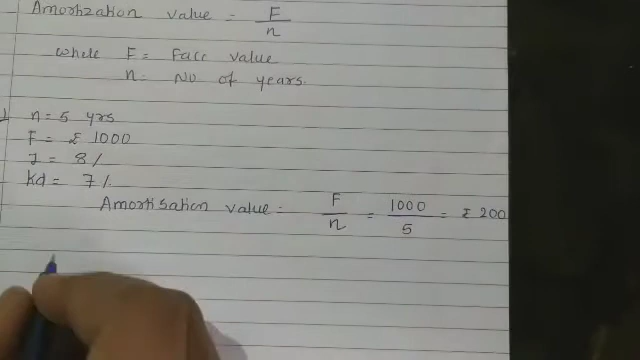 Amortization value = F/n
where F = Face value
n = No of years.
n = 5 yrs
F = ₹ 1000
I = 8 %
Kd = 7 %
Amortisation value = F/n = 1000/5 = ₹ 200